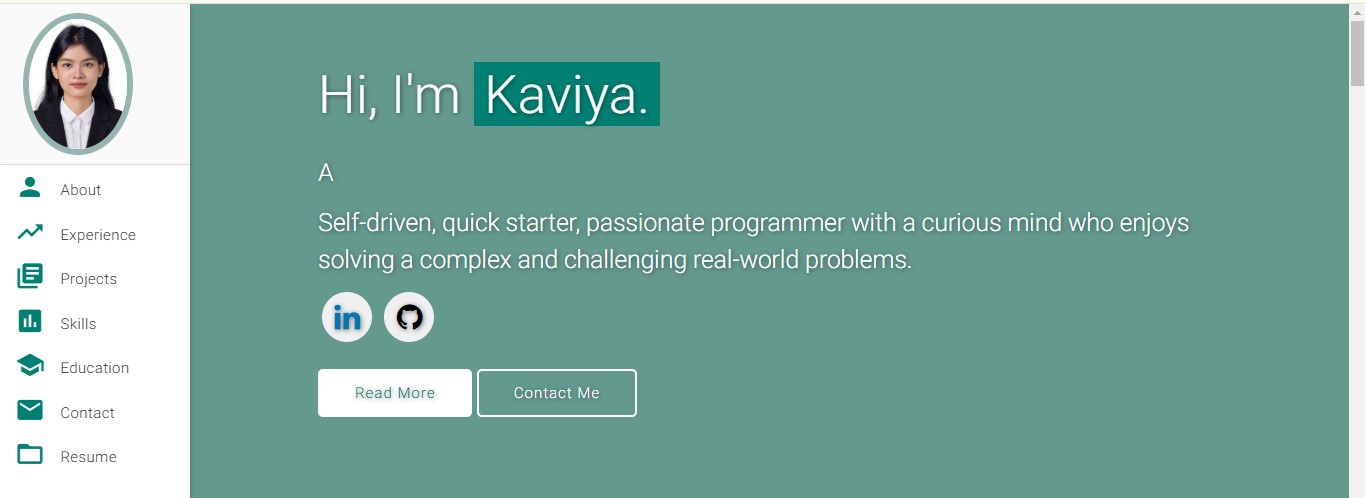 Hi, I'm Kaviya.
A
Self-driven, quick starter, passionate programmer with a curious mind who enjoys
solving a complex and challenging real-world problems.
in
Read More
Contact Me
About
Experience
Projects
Skills
Education
Contact
Resume